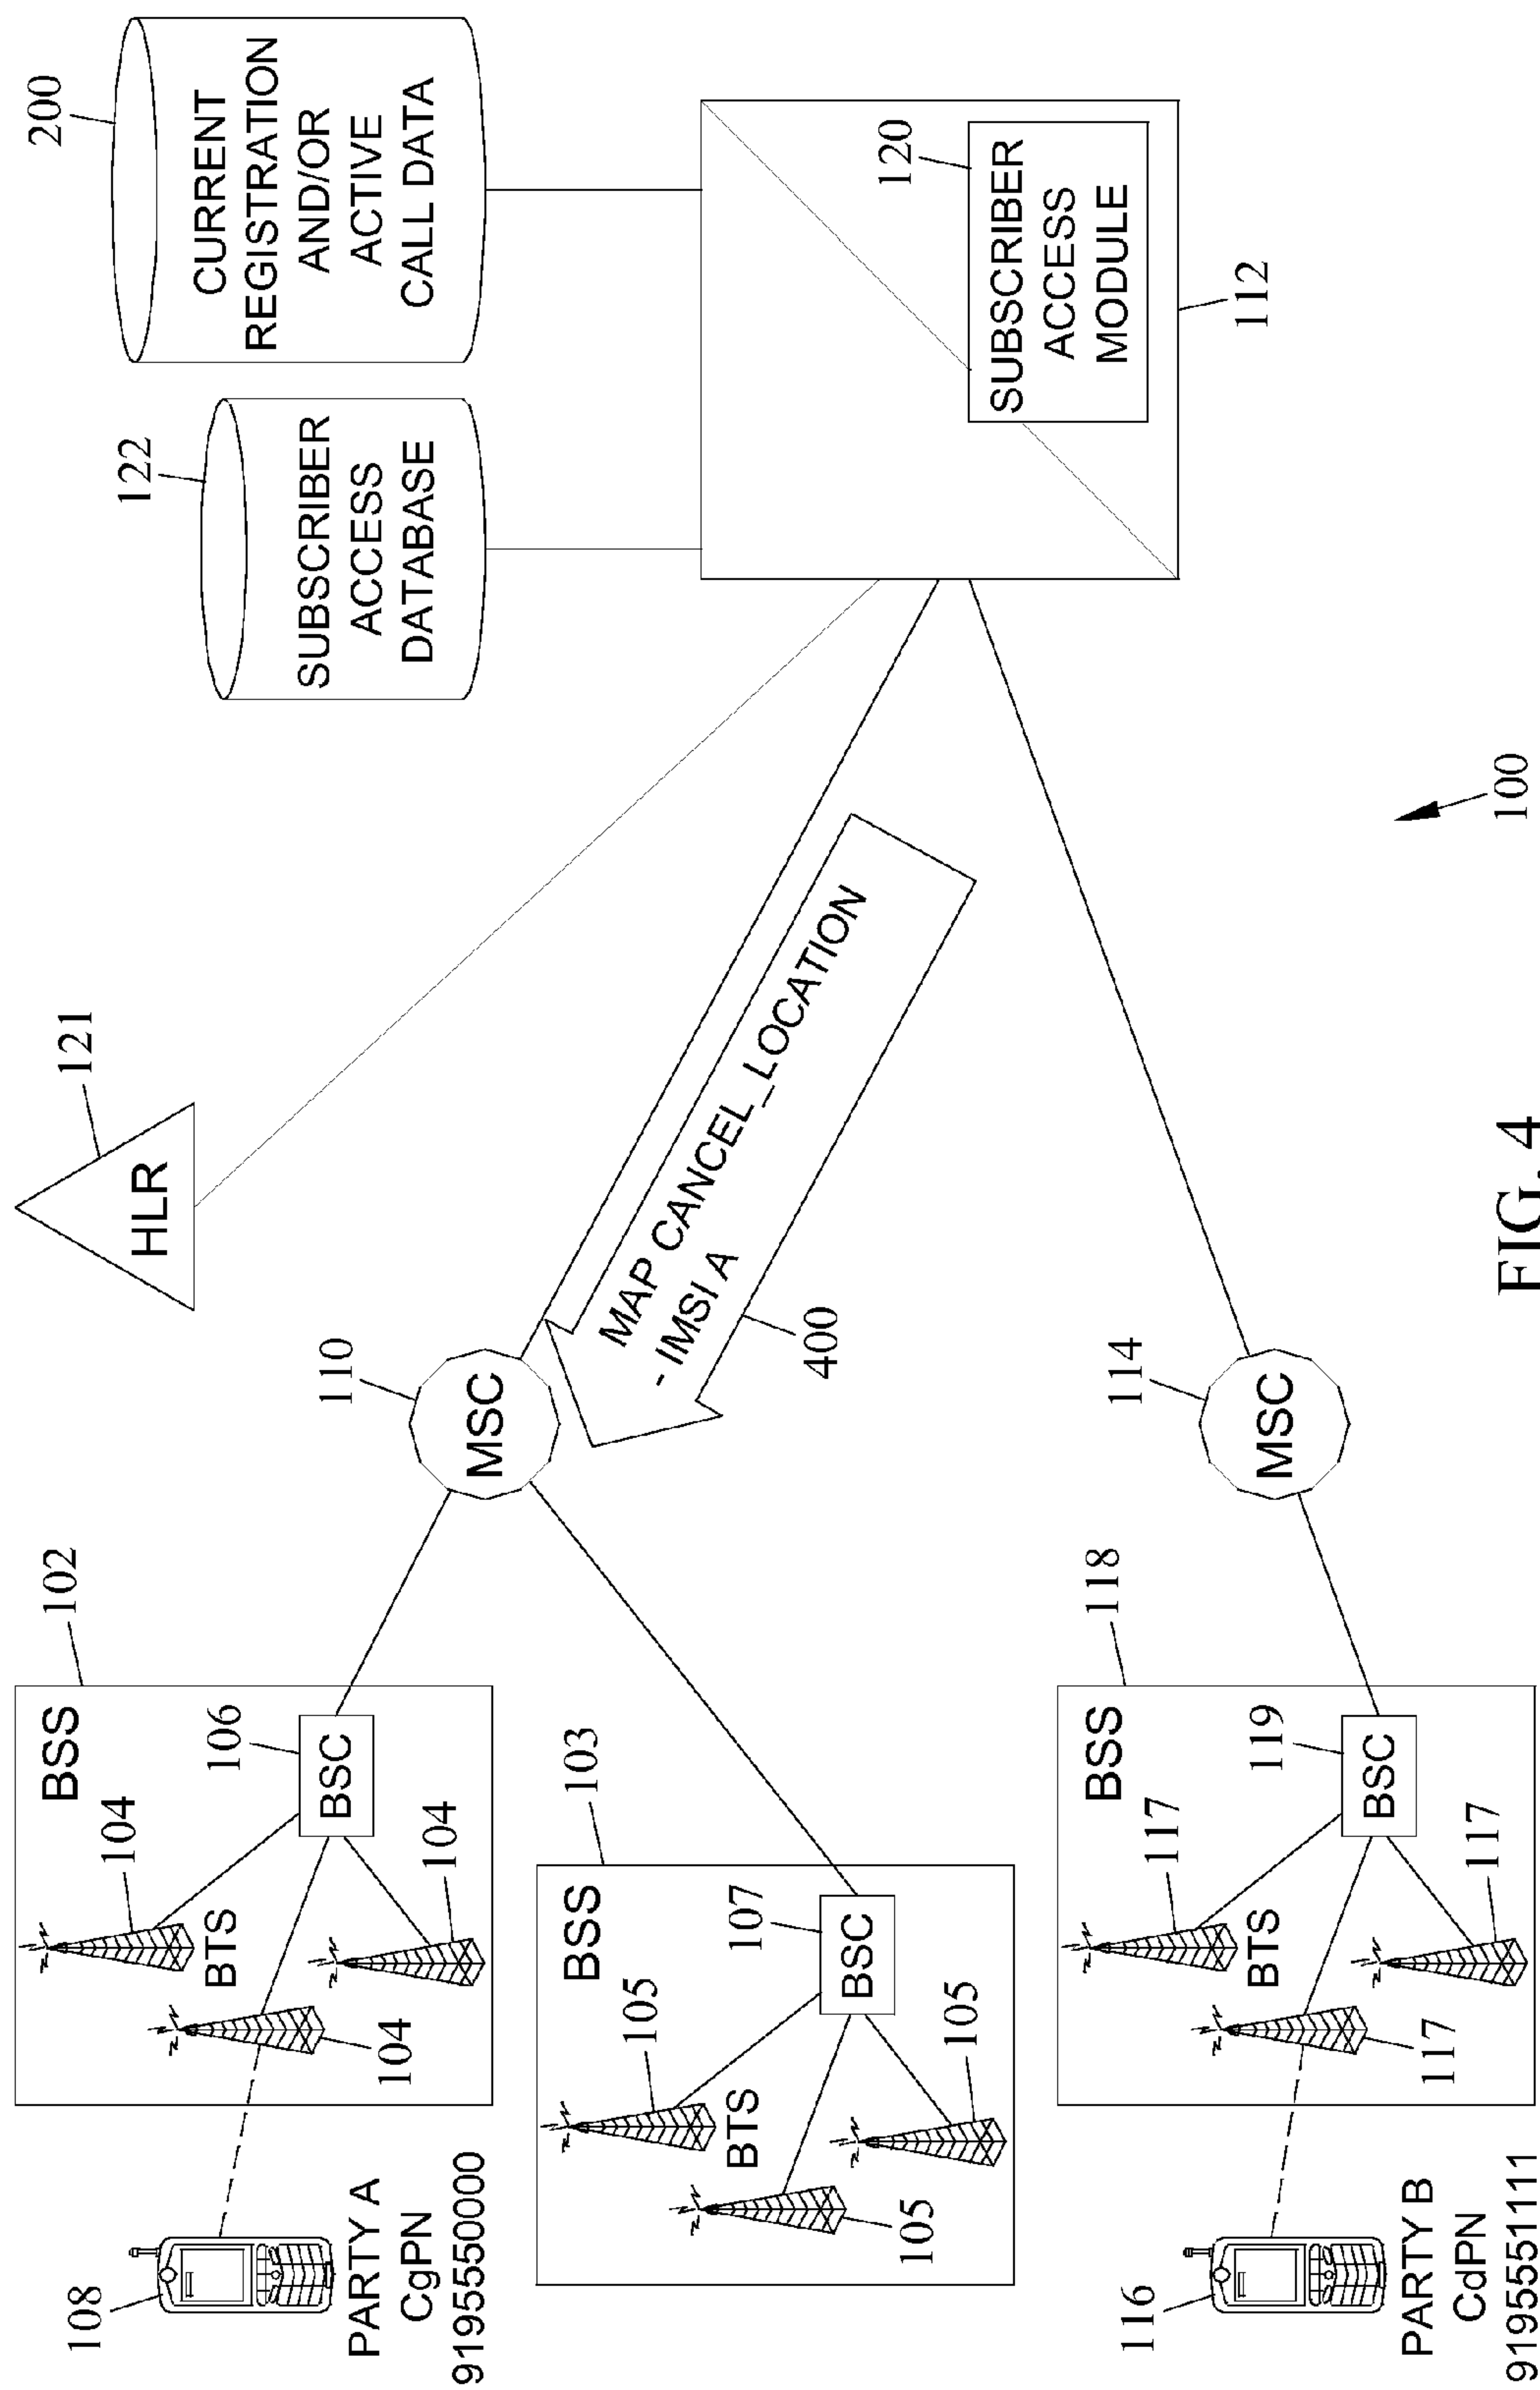 108
PARTY A
CgPN
9195550000
102
BSS
104
BTS
104
104
106
BSC
103
BSS
105
BTS
105
105
107
BSC
116
PARTY B
CdPN
9195551111
118
BSS
117
BTS
117
117
119
BSC
110
MSC
114
MSC
121
HLR
MAP CANCEL_LOCATION
- IMSI A
400
122
SUBSCRIBER
ACCESS
DATABASE
200
CURRENT
REGISTRATION
AND/OR
ACTIVE
CALL DATA
120
SUBSCRIBER
ACCESS
MODULE
112
100
FIG. 4